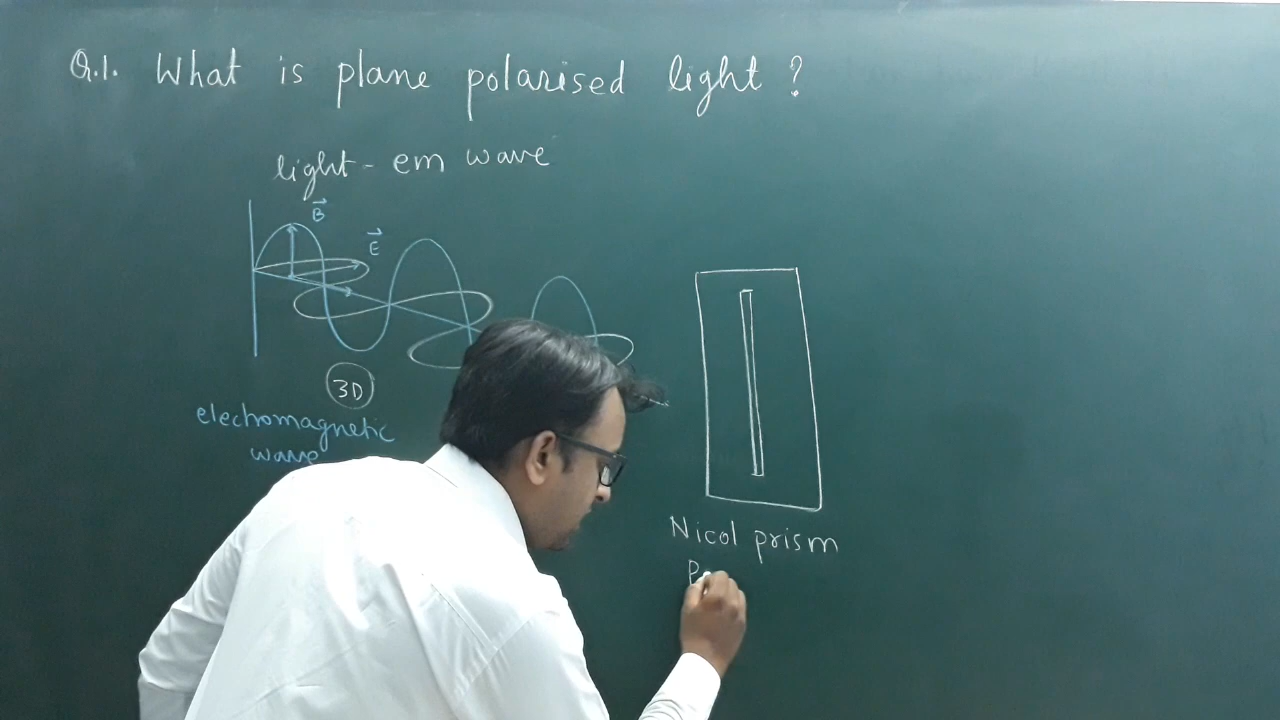 Q.1. What is plane polarised light ?
light - em wave
B
E
3D
electromagnetic
wave
Nicol prism